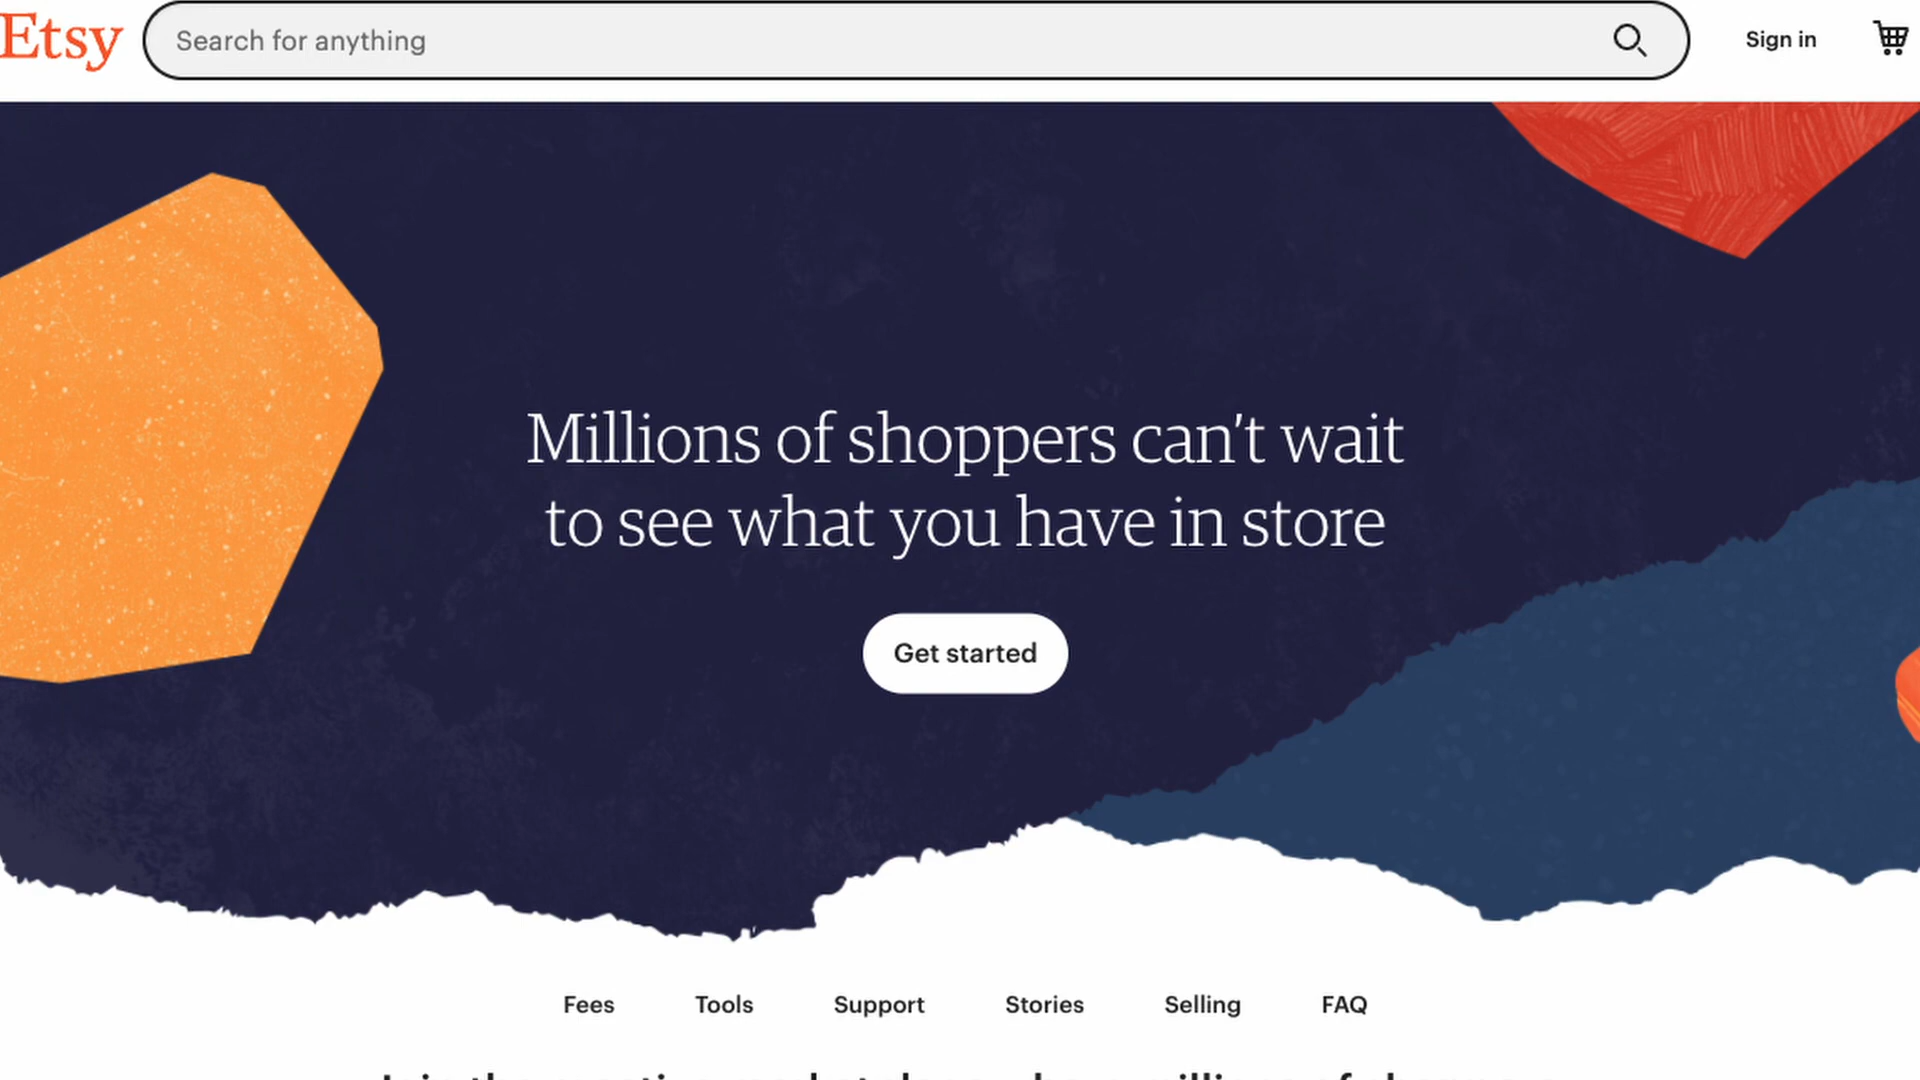 Etsy
Search for anything
Sign in
Millions of shoppers can't wait
to see what you have in store
Get started
Fees
Tools
Support
Stories
Selling
FAQ